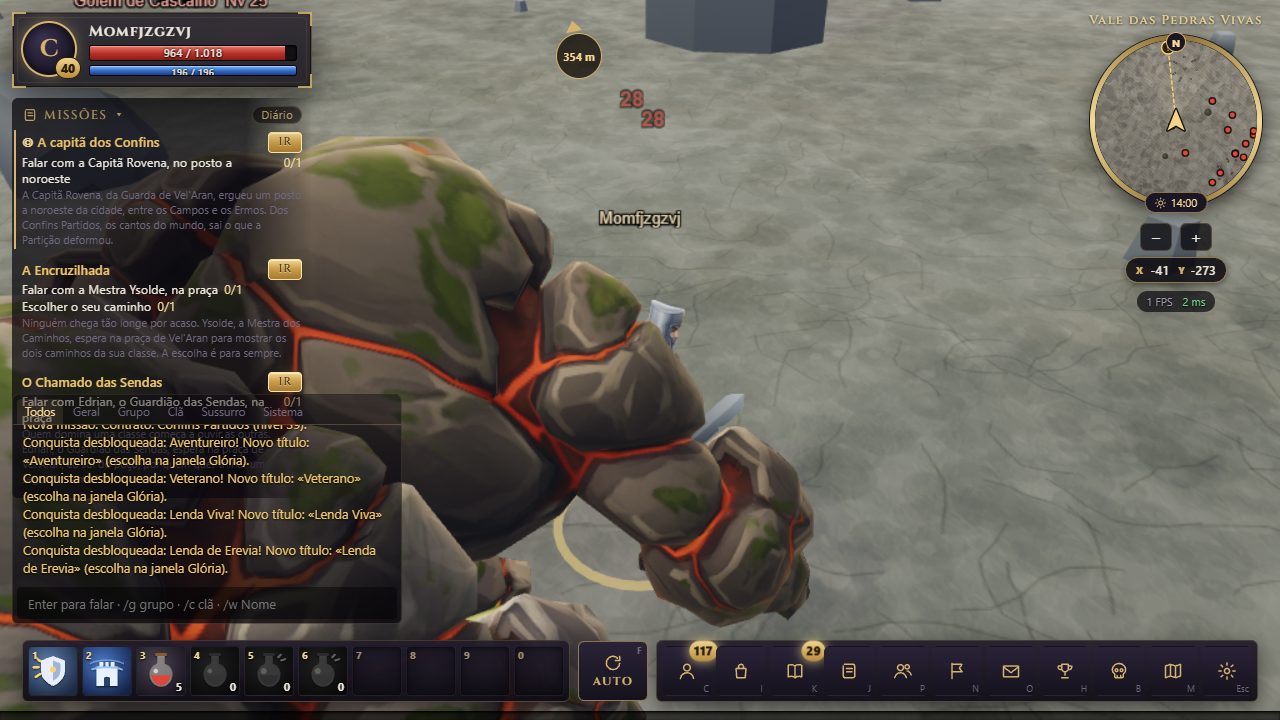 Golem de Cascalho Nv 25
C
40
Momfjzgzvj
964 / 1.018
196 / 196
MISSÕES
Diário
A capitã dos Confins
IR
Falar com a Capitã Rovena, no posto a noroeste
0/1
A Capitã Rovena, da Guarda de Vel'Aran, ergueu um posto
a noroeste da cidade, entre os Campos e os Ermos. Dos
Confins Partidos, os cantos do mundo, sai o que a
Partição deformou.
A Encruzilhada
IR
Falar com a Mestra Ysolde, na praça 0/1
Escolher o seu caminho 0/1
Ninguém chega tão longe por acaso. Ysolde, a Mestra dos
Caminhos, espera na praça de Vel'Aran para mostrar os
dois caminhos da sua classe. A escolha é para sempre.
O Chamado das Sendas
IR
Falar com Edrian, o Guardião das Sendas, na praça
0/1
Todos Geral Grupo Clã Sussurro Sistema
Nova missão: Contrato: Confins Partidos (nível 39).
Conquista desbloqueada: Aventureiro! Novo título:
«Aventureiro» (escolha na janela Glória).
Conquista desbloqueada: Veterano! Novo título: «Veterano»
(escolha na janela Glória).
Conquista desbloqueada: Lenda Viva! Novo título: «Lenda Viva»
(escolha na janela Glória).
Conquista desbloqueada: Lenda de Erevia! Novo título: «Lenda
de Erevia» (escolha na janela Glória).
Enter para falar · /g grupo · /c clã · /w Nome
354 m
28
28
Momfjzgzvj
Vale das Pedras Vivas
N
14:00
− +
X -41 Y -273
1 FPS 2 ms
1 2 3 4 5 6 7 8 9 0
5 0 0 0
F
AUTO
117 29
C I K J P N O H B M Esc